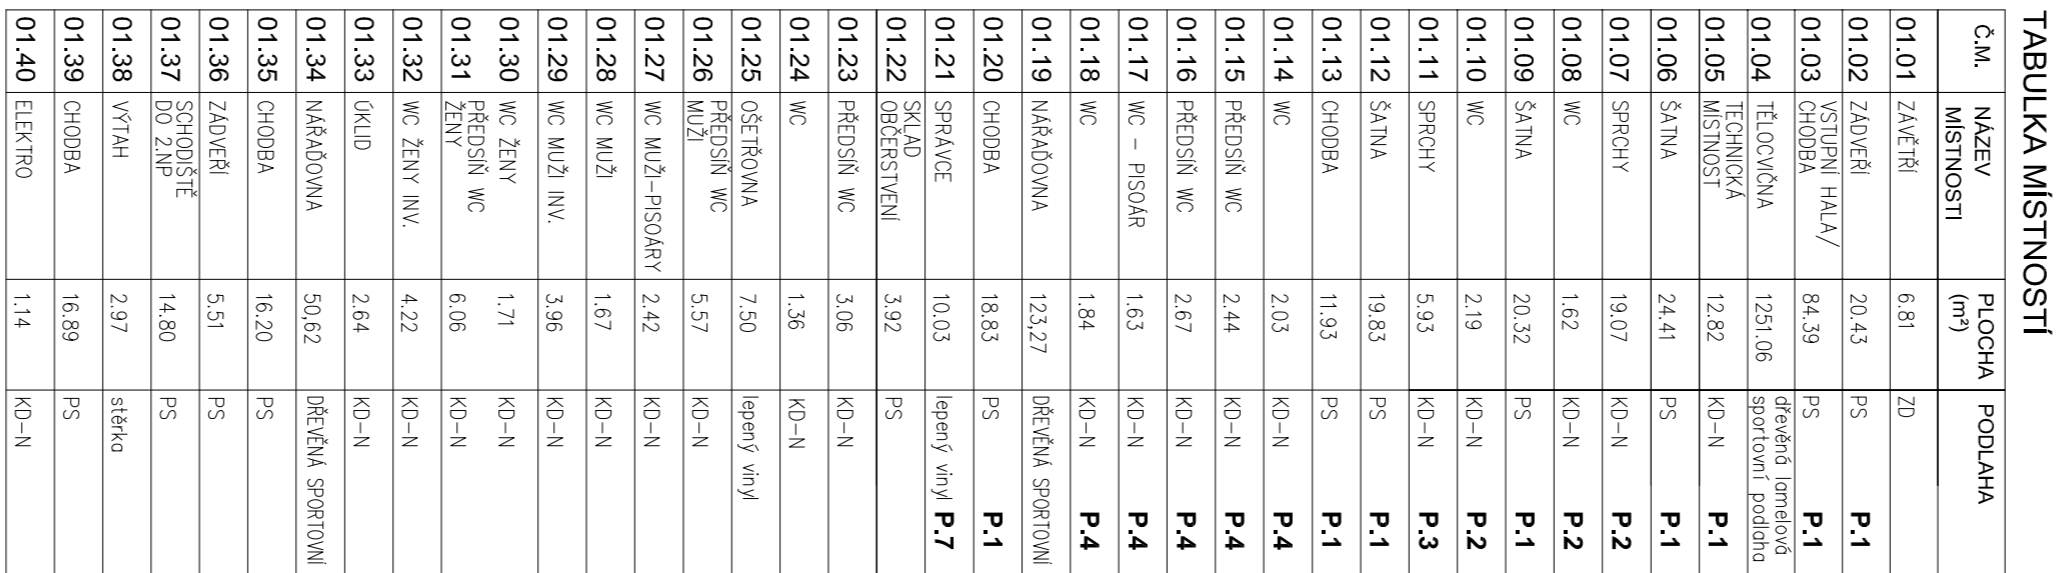 TABULKA MÍSTNOSTÍ
Č.M. NÁZEV MÍSTNOSTI PLOCHA (m²) PODLAHA
01.01 ZÁVĚTŘÍ 6.81 ZD
01.02 ZÁDVEŘÍ 20.43 PS P.1
01.03 VSTUPNÍ HALA/ CHODBA 84.39 PS P.1
01.04 TĚLOCVIČNA 1251.06 dřevěná lamelová sportovní podlaha
01.05 TECHNICKÁ MÍSTNOST 12.82 KD-N P.1
01.06 ŠATNA 24.41 PS P.1
01.07 SPRCHY 19.07 KD-N P.2
01.08 WC 1.62 KD-N P.2
01.09 ŠATNA 20.32 PS P.1
01.10 WC 2.19 KD-N P.2
01.11 SPRCHY 5.93 KD-N P.3
01.12 ŠATNA 19.83 PS P.1
01.13 CHODBA 11.93 PS P.1
01.14 WC 2.03 KD-N P.4
01.15 PŘEDSÍŇ WC 2.44 KD-N P.4
01.16 PŘEDSÍŇ WC 2.67 KD-N P.4
01.17 WC - PISOÁR 1.63 KD-N P.4
01.18 WC 1.84 KD-N P.4
01.19 NÁŘAĎOVNA 123,27 DŘEVĚNÁ SPORTOVNÍ
01.20 CHODBA 18.83 PS P.1
01.21 SPRÁVCE 10.03 lepený vinyl P.7
01.22 SKLAD OBČERSTVENÍ 3.92 PS
01.23 PŘEDSÍŇ WC 3.06 KD-N
01.24 WC 1.36 KD-N
01.25 OŠETŘOVNA 7.50 lepený vinyl
01.26 PŘEDSÍŇ WC MUŽI 5.57 KD-N
01.27 WC MUŽI-PISOÁRY 2.42 KD-N
01.28 WC MUŽI 1.67 KD-N
01.29 WC MUŽI INV. 3.96 KD-N
01.30 WC ŽENY 1.71 KD-N
01.31 PŘEDSÍŇ WC ŽENY 6.06 KD-N
01.32 WC ŽENY INV. 4.22 KD-N
01.33 ÚKLID 2.64 KD-N
01.34 NÁŘAĎOVNA 50,62 DŘEVĚNÁ SPORTOVNÍ
01.35 CHODBA 16.20 PS
01.36 ZÁDVEŘÍ 5.51 PS
01.37 SCHODIŠTĚ DO 2.NP 14.80 PS
01.38 VÝTAH 2.97 stěrka
01.39 CHODBA 16.89 PS
01.40 ELEKTRO 1.14 KD-N